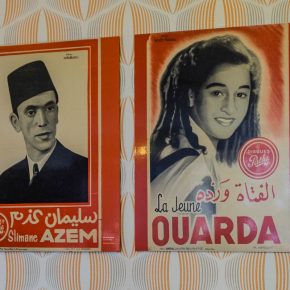 سليمان عزم
Slimane AZEM
DISQUES
Pathé
الفتاة وردة
La Jeune
OUARDA